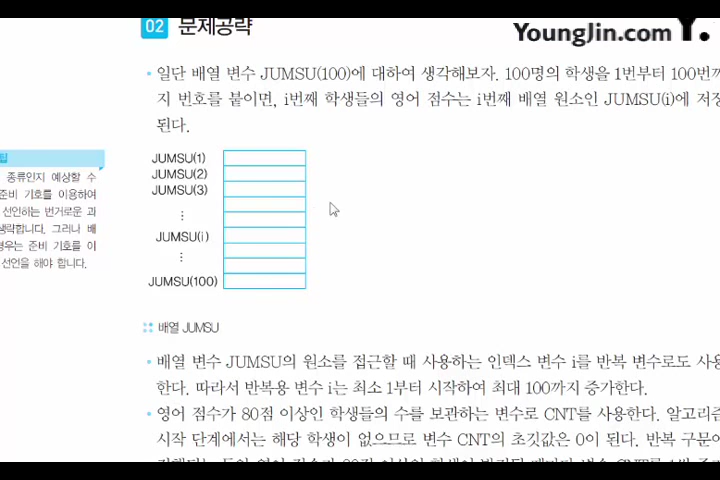 02 문제공략
YoungJin.com Y.
• 일단 배열 변수 JUMSU(100)에 대하여 생각해보자. 100명의 학생을 1번부터 100번까
지 번호를 붙이면, i번째 학생들의 영어 점수는 i번째 배열 원소인 JUMSU(i)에 저장
된다.
종류인지 예상할 수
준비 기호를 이용하여
선언하는 번거로운 과
생략합니다. 그러나 배
경우는 준비 기호를 이
선언을 해야 합니다.
JUMSU(1)
JUMSU(2)
JUMSU(3)
⋮
JUMSU(i)
⋮
JUMSU(100)
배열 JUMSU
• 배열 변수 JUMSU의 원소를 접근할 때 사용하는 인덱스 변수 i를 반복 변수로도 사용
한다. 따라서 반복용 변수 i는 최소 1부터 시작하여 최대 100까지 증가한다.
• 영어 점수가 80점 이상인 학생들의 수를 보관하는 변수로 CNT를 사용한다. 알고리즘
시작 단계에서는 해당 학생이 없으므로 변수 CNT의 초깃값은 0이 된다. 반복 구문에